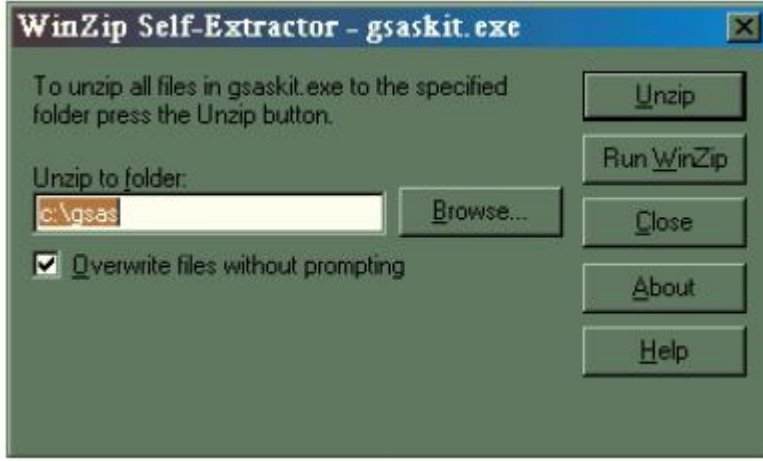 WinZip Self-Extractor - gsaskit.exe
To unzip all files in gsaskit.exe to the specified
folder press the Unzip button.
Unzip to folder:
c:\gsas
Browse...
Overwrite files without prompting
Unzip
Run WinZip
Close
About
Help